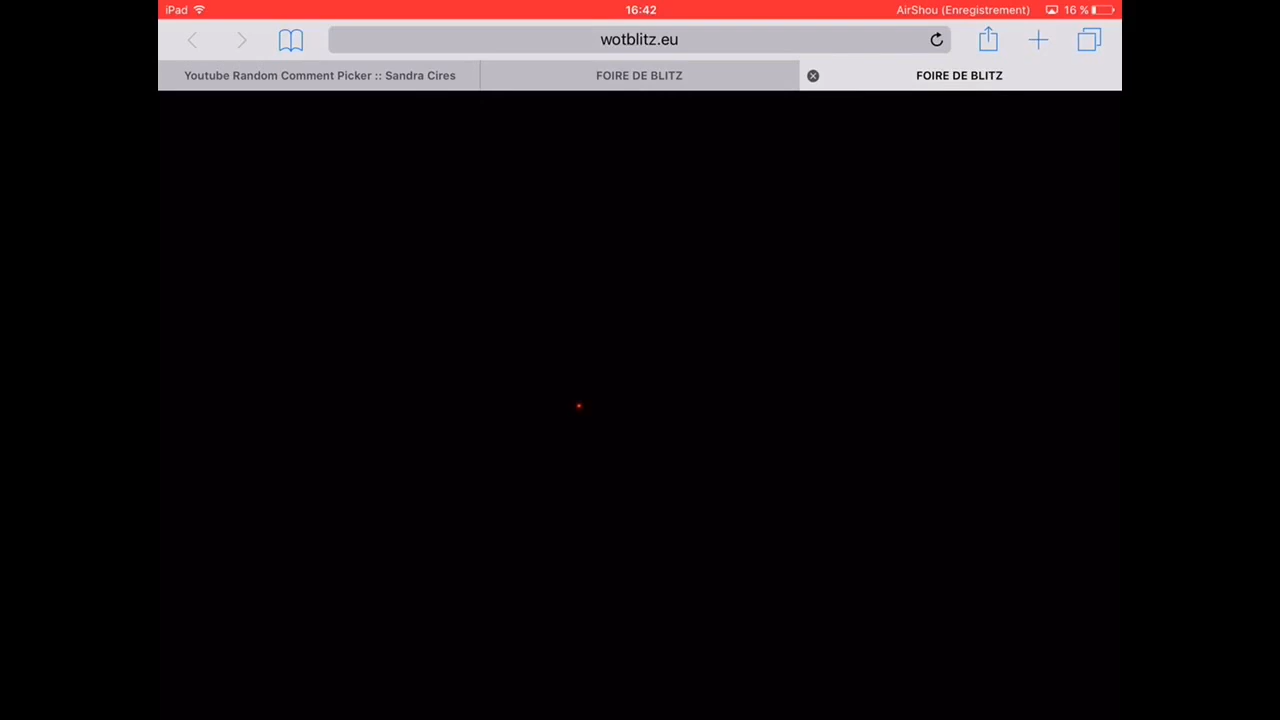 iPad 16:42 AirShou (Enregistrement) 16 %
wotblitz.eu
Youtube Random Comment Picker :: Sandra Cires FOIRE DE BLITZ FOIRE DE BLITZ